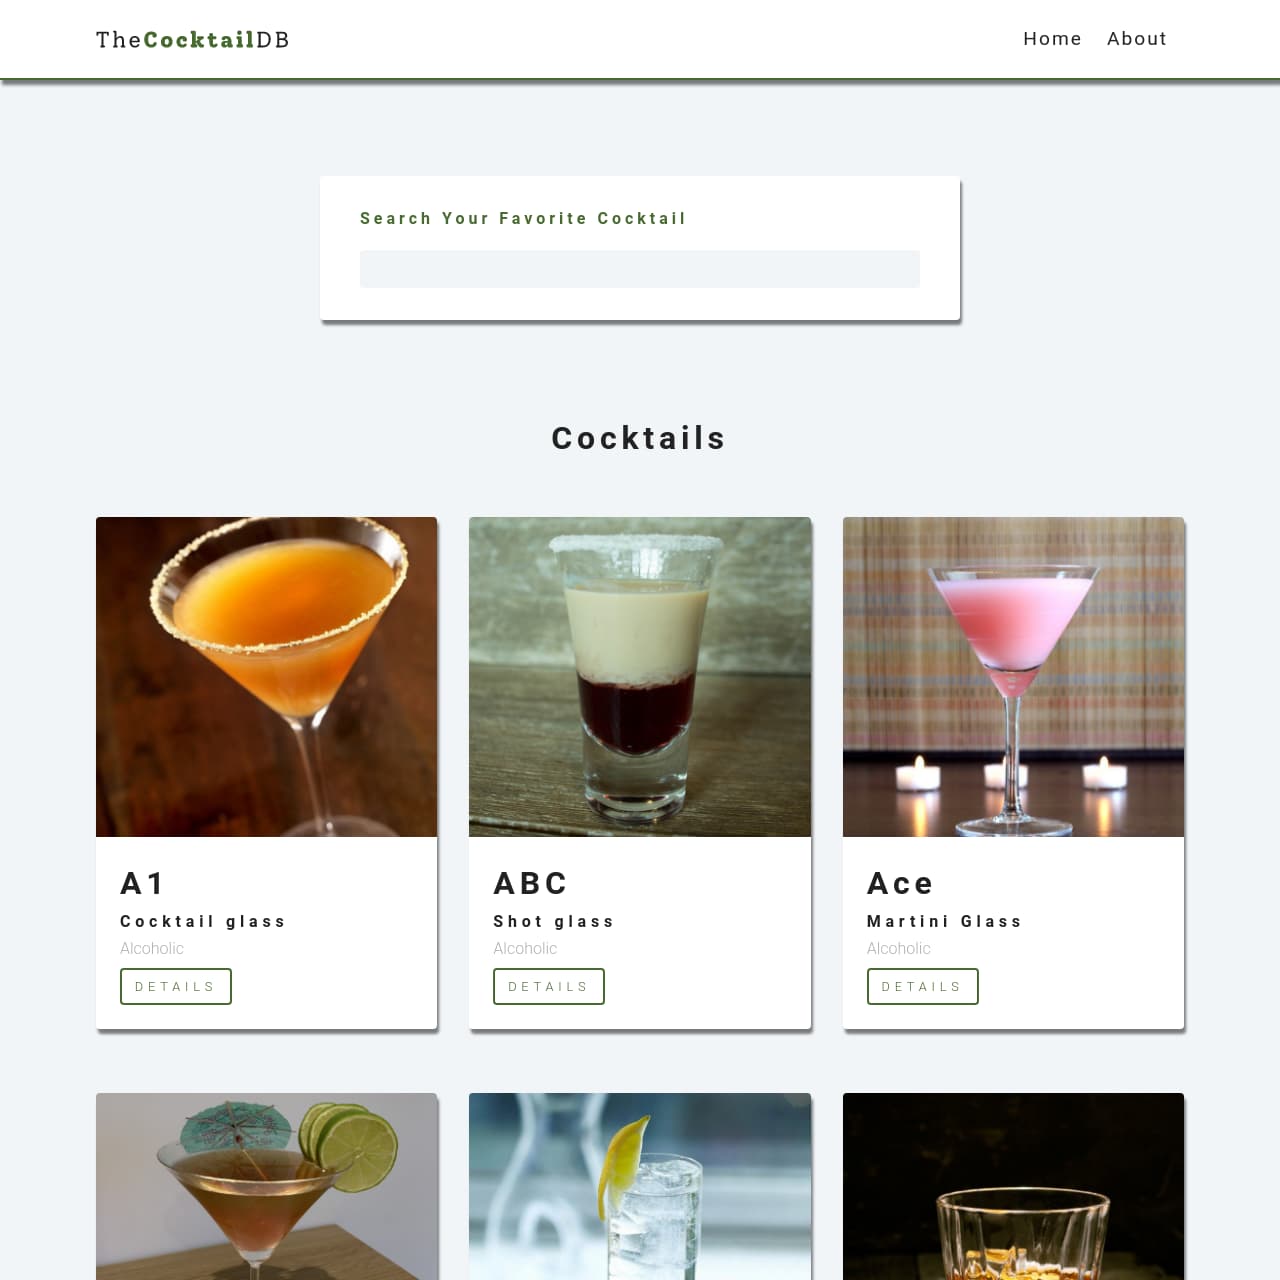 TheCocktailDB
Home About
Search Your Favorite Cocktail
Cocktails
A1
Cocktail glass
Alcoholic
DETAILS
ABC
Shot glass
Alcoholic
DETAILS
Ace
Martini Glass
Alcoholic
DETAILS